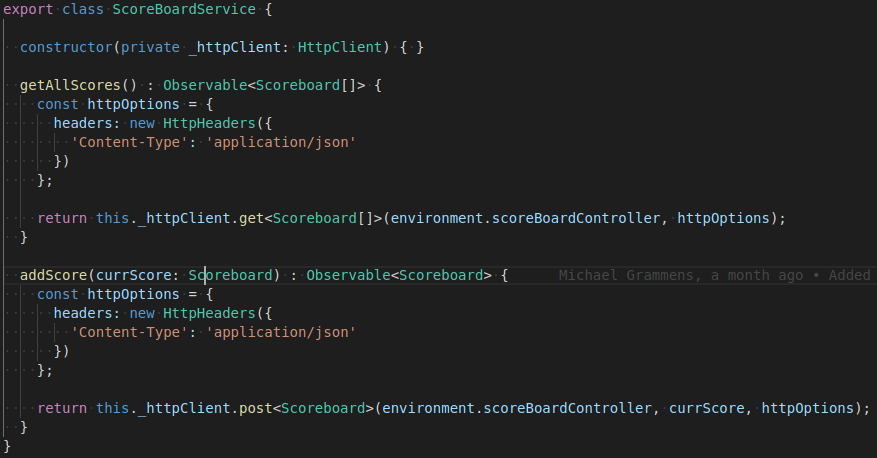 export class ScoreBoardService {
constructor(private _httpClient: HttpClient) { }
getAllScores() : Observable<Scoreboard[]> {
const httpOptions = {
headers: new HttpHeaders({
'Content-Type': 'application/json'
})
};
return this._httpClient.get<Scoreboard[]>(environment.scoreBoardController, httpOptions);
}
addScore(currScore: Scoreboard) : Observable<Scoreboard> { Michael Grammens, a month ago • Added
const httpOptions = {
headers: new HttpHeaders({
'Content-Type': 'application/json'
})
};
return this._httpClient.post<Scoreboard>(environment.scoreBoardController, currScore, httpOptions);
}
}